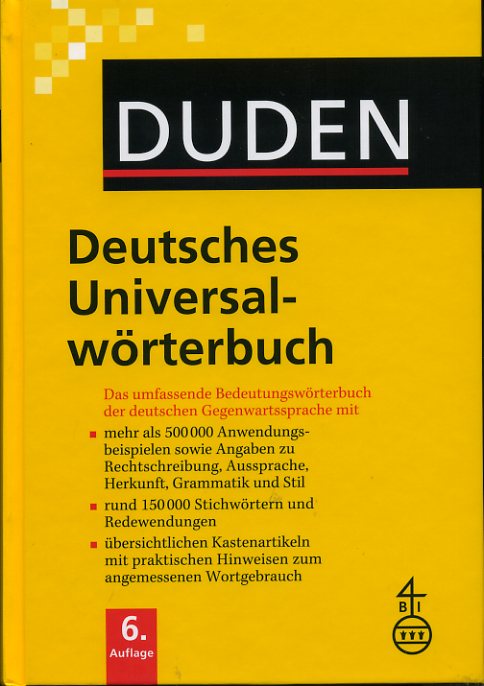 DUDEN
Deutsches
Universal-
wörterbuch
Das umfassende Bedeutungswörterbuch
der deutschen Gegenwartssprache mit
mehr als 500 000 Anwendungs-
beispielen sowie Angaben zu
Rechtschreibung, Aussprache,
Herkunft, Grammatik und Stil
rund 150 000 Stichwörtern und
Redewendungen
übersichtlichen Kastenartikeln
mit praktischen Hinweisen zum
angemessenen Wortgebrauch
6.
Auflage
B I